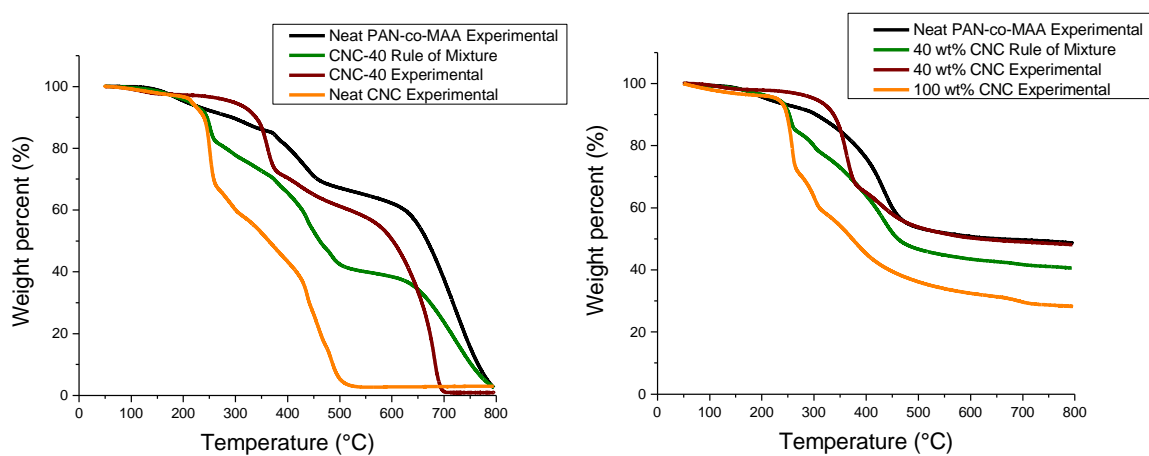 Neat PAN-co-MAA Experimental
CNC-40 Rule of Mixture
CNC-40 Experimental
Neat CNC Experimental
100
80
60
40
20
0
Weight percent (%)
0 100 200 300 400 500 600 700 800
Temperature (°C)
Neat PAN-co-MAA Experimental
40 wt% CNC Rule of Mixture
40 wt% CNC Experimental
100 wt% CNC Experimental
100
80
60
40
20
0
Weight percent (%)
0 100 200 300 400 500 600 700 800
Temperature (°C)